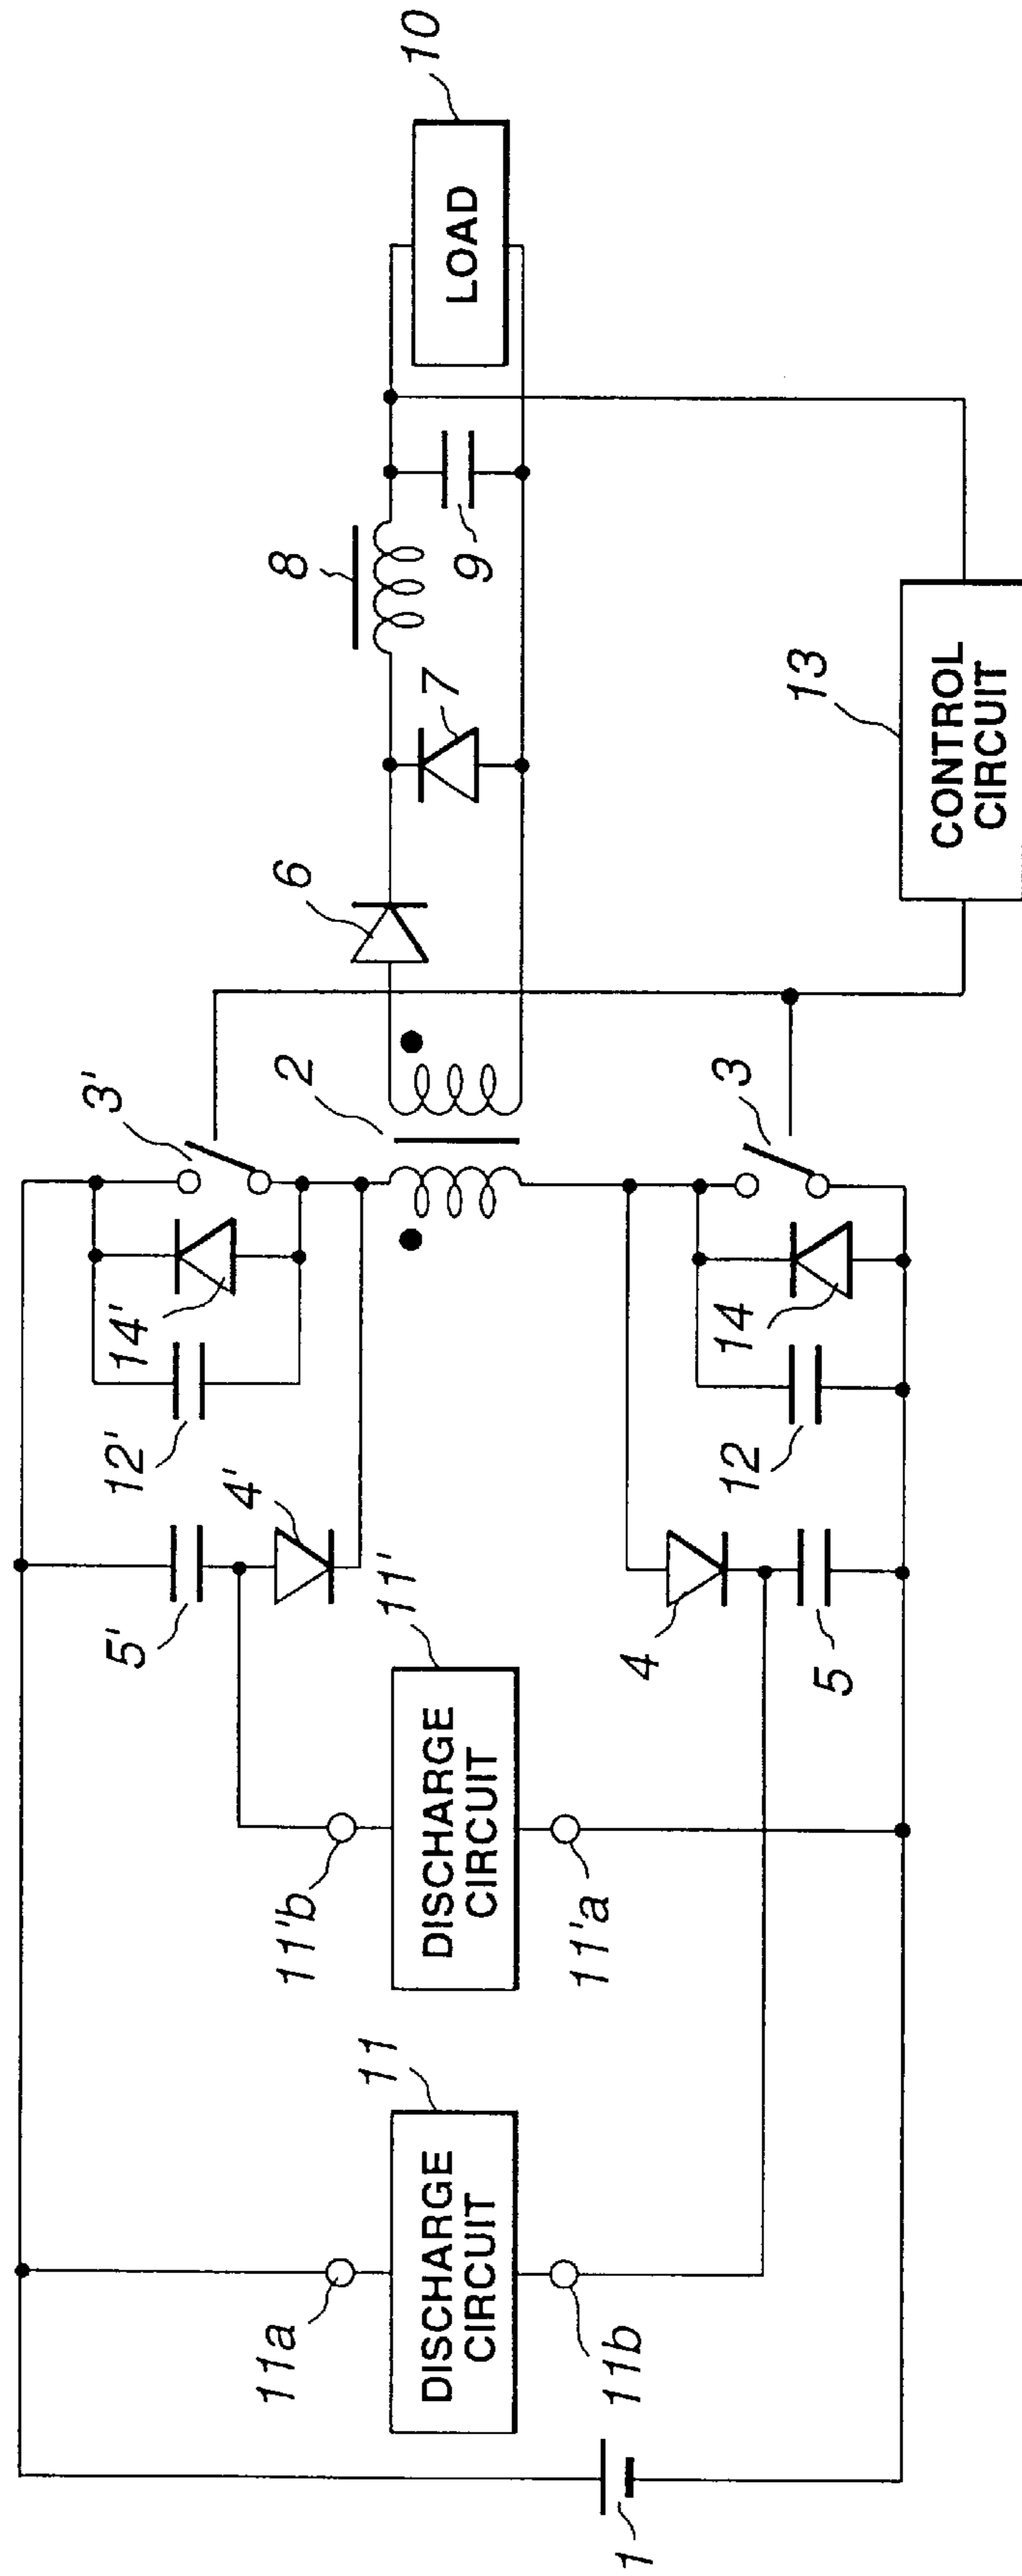 10
LOAD
8
9
7
6
13
CONTROL
CIRCUIT
2
3'
3
14'
12'
14
12
4'
5'
4
5
11'
DISCHARGE
CIRCUIT
11'b
11'a
11
DISCHARGE
CIRCUIT
11a
11b
1